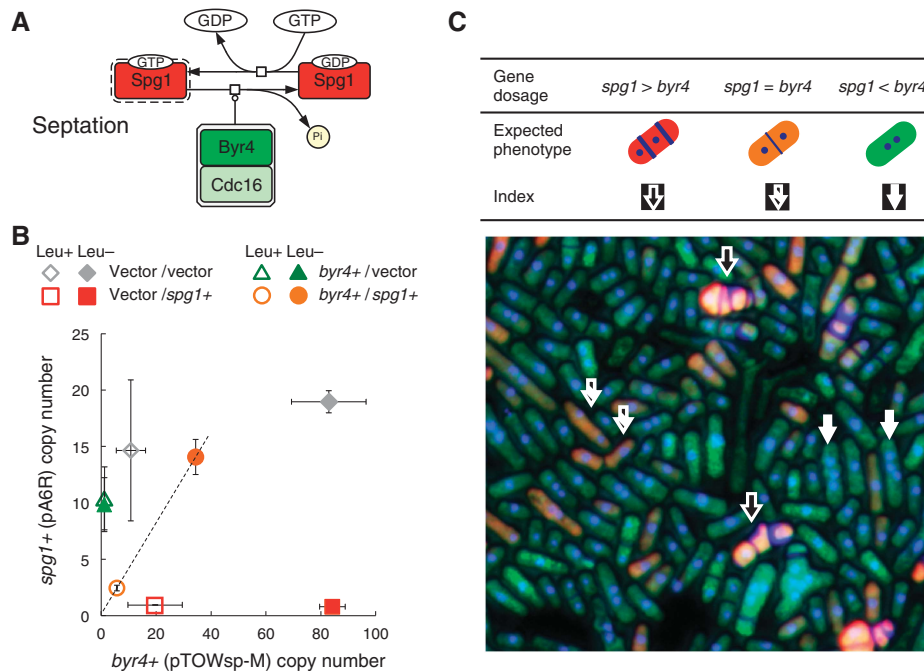 A
GDP
GTP
GTP
Spg1
GDP
Spg1
Septation
Pi
Byr4
Cdc16
B
Leu+ Leu–
Vector /vector
Vector /spg1+
Leu+ Leu–
byr4+ /vector
byr4+ / spg1+
25
20
15
10
5
0
spg1+ (pA6R) copy number
0 20 40 60 80 100
byr4+ (pTOWsp-M) copy number
C
Gene dosage
spg1 > byr4
spg1 = byr4
spg1 < byr4
Expected phenotype
Index